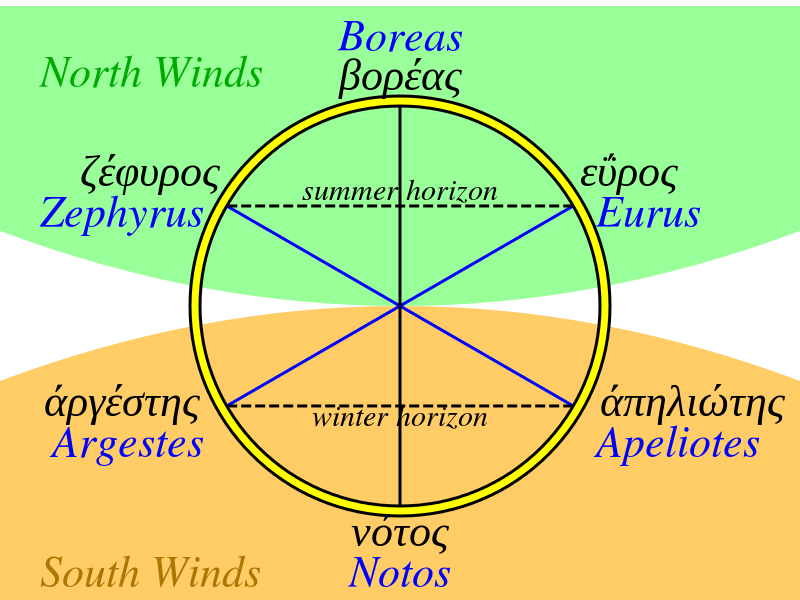 Boreas
βορέας
North Winds
ζέφυρος
Zephyrus
εΰρος
Eurus
summer horizon
winter horizon
άργέστης
Argestes
άπηλιώτης
Apeliotes
νότος
Notos
South Winds